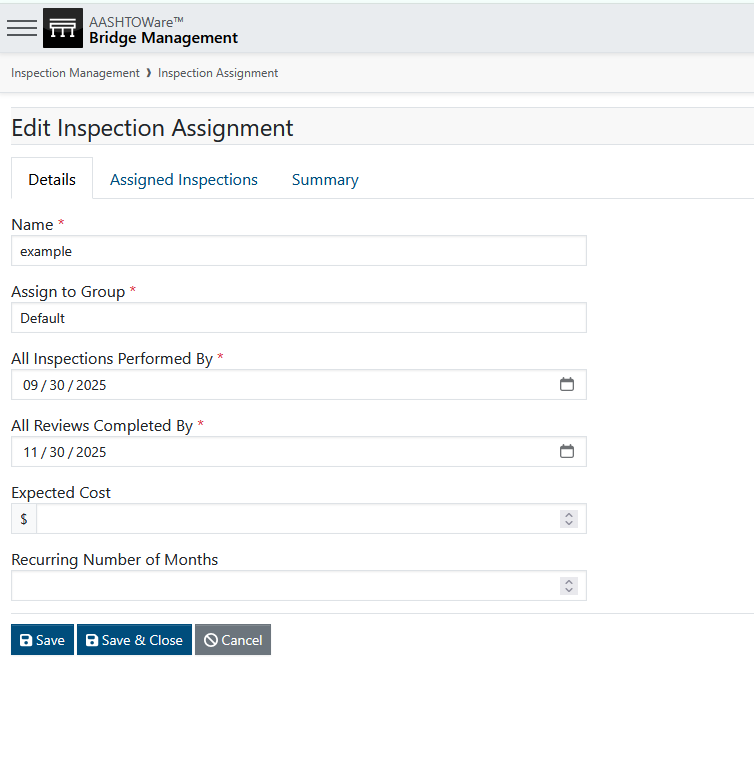 AASHTOWare™
Bridge Management
Inspection Management ❯ Inspection Assignment
Edit Inspection Assignment
Details Assigned Inspections Summary
Name *
example
Assign to Group *
Default
All Inspections Performed By *
09 / 30 / 2025
All Reviews Completed By *
11 / 30 / 2025
Expected Cost
$
Recurring Number of Months
Save Save & Close Cancel